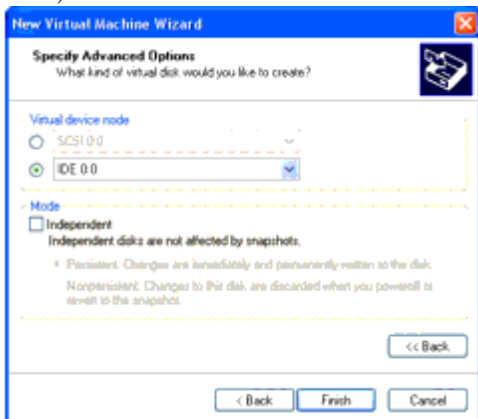 New Virtual Machine Wizard
Specify Advanced Options
What kind of virtual disk would you like to create?
Virtual device node
SCSI 0:0
IDE 0:0
Mode
Independent
Independent disks are not affected by snapshots.
Persistent. Changes are immediately and permanently written to the disk.
Nonpersistent. Changes to this disk are discarded when you poweroll or
revert to the snapshot.
<< Back
< Back
Finish
Cancel